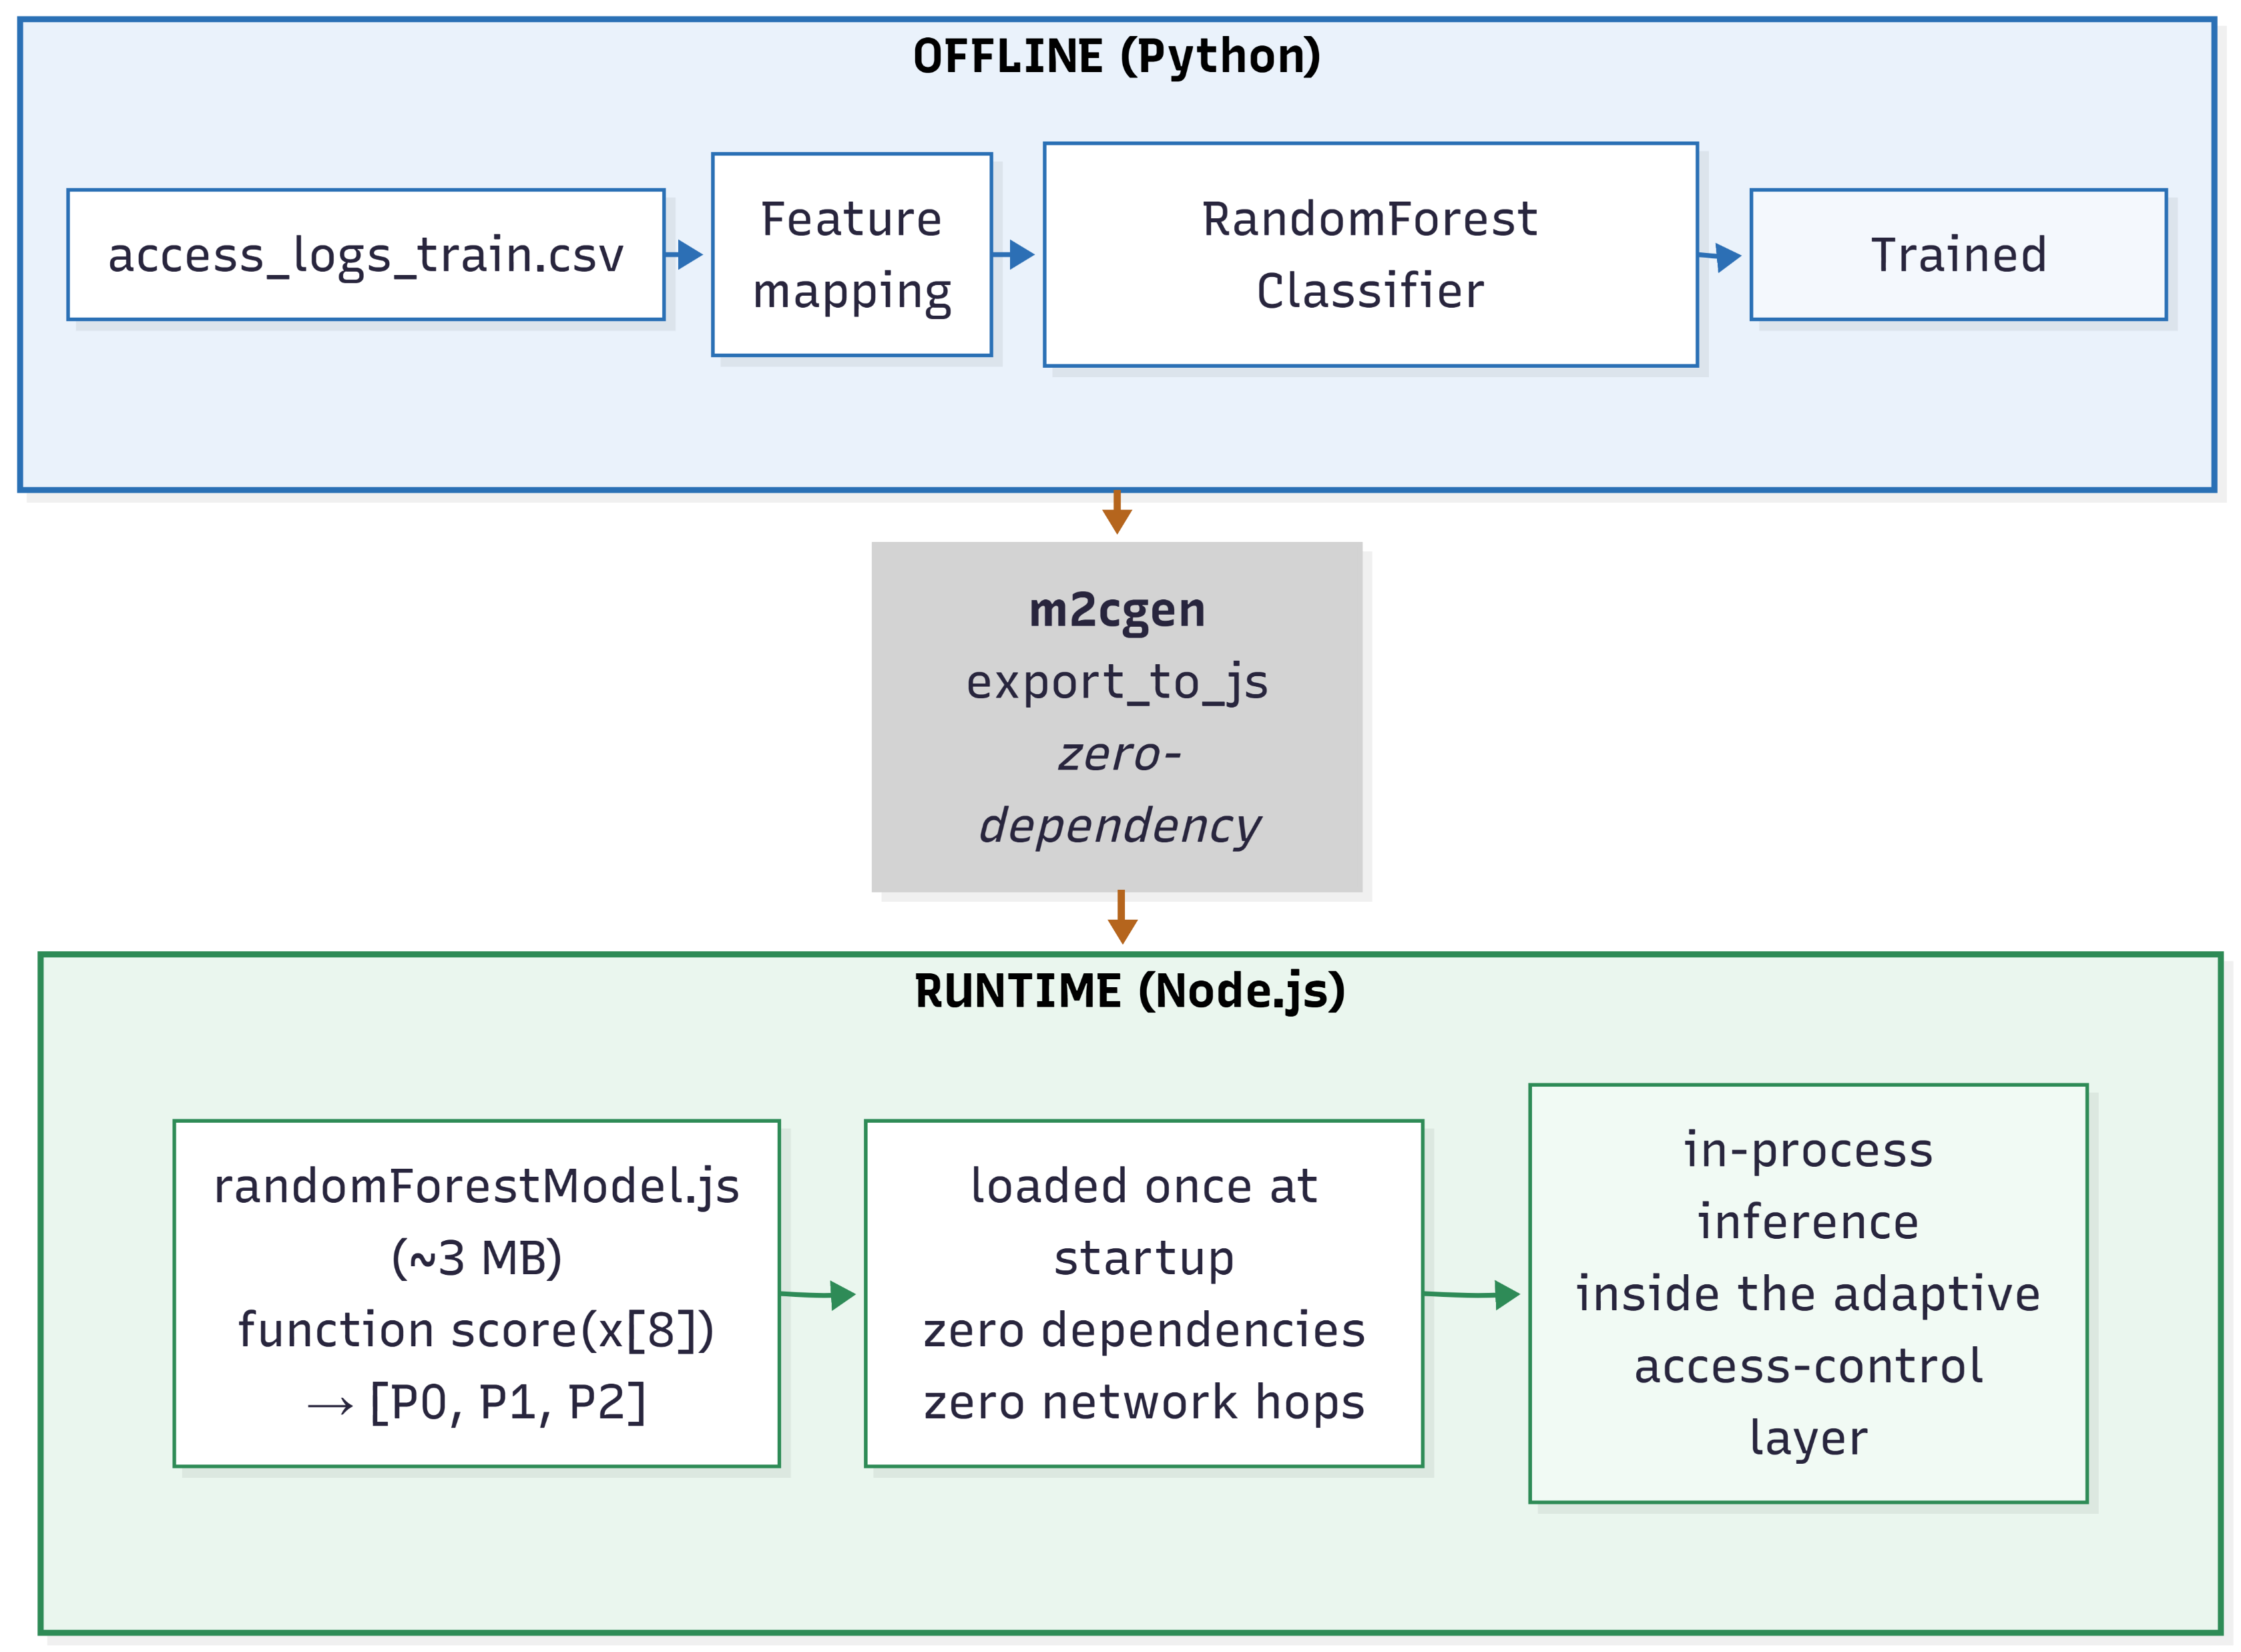 OFFLINE (Python)
access_logs_train.csv
Feature
mapping
RandomForest
Classifier
Trained
m2cgen
export_to_js
zero-
dependency
RUNTIME (Node.js)
randomForestModel.js
(~3 MB)
function score(x[8])
→ [P0, P1, P2]
loaded once at
startup
zero dependencies
zero network hops
in-process
inference
inside the adaptive
access-control
layer